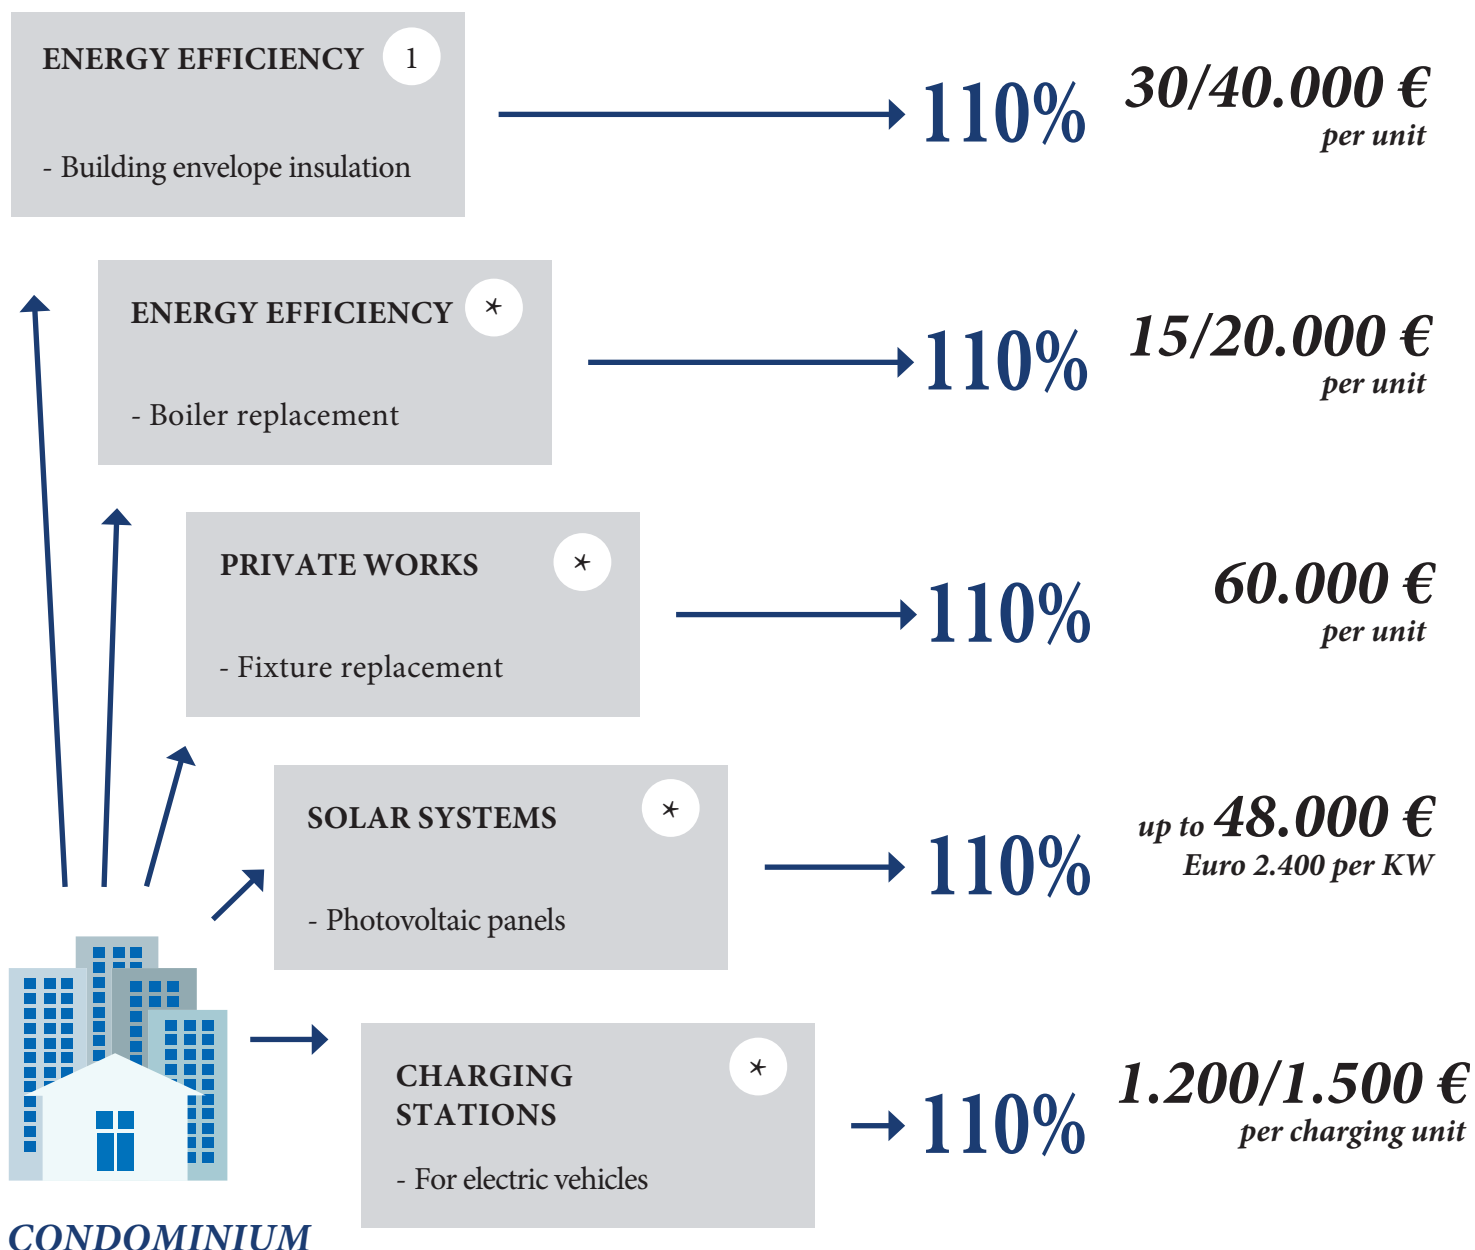 ENERGY EFFICIENCY 1
110% 30/40.000 €
per unit
- Building envelope insulation
ENERGY EFFICIENCY *
110% 15/20.000 €
per unit
- Boiler replacement
PRIVATE WORKS *
110% 60.000 €
per unit
- Fixture replacement
SOLAR SYSTEMS *
110% up to 48.000 €
Euro 2.400 per KW
- Photovoltaic panels
CHARGING
STATIONS *
110% 1.200/1.500 €
per charging unit
- For electric vehicles
CONDOMINIUM